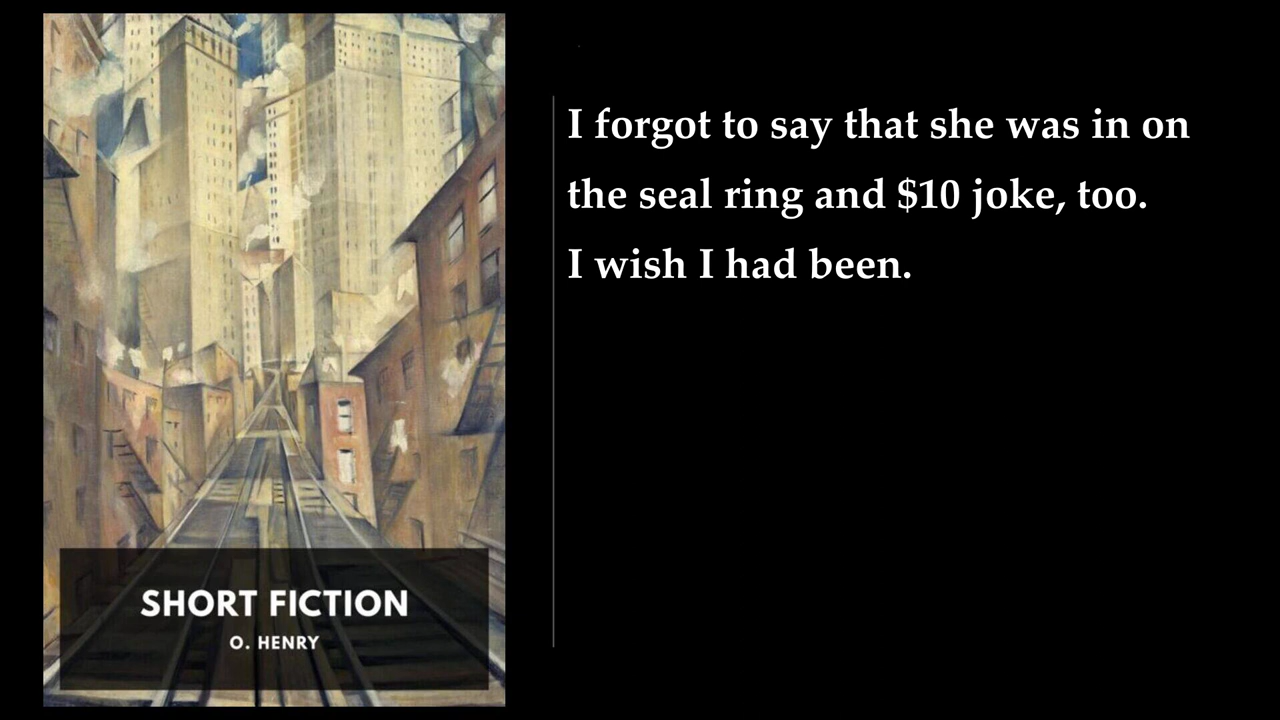 I forgot to say that she was in on
the seal ring and $10 joke, too.
I wish I had been.
SHORT FICTION
O. HENRY